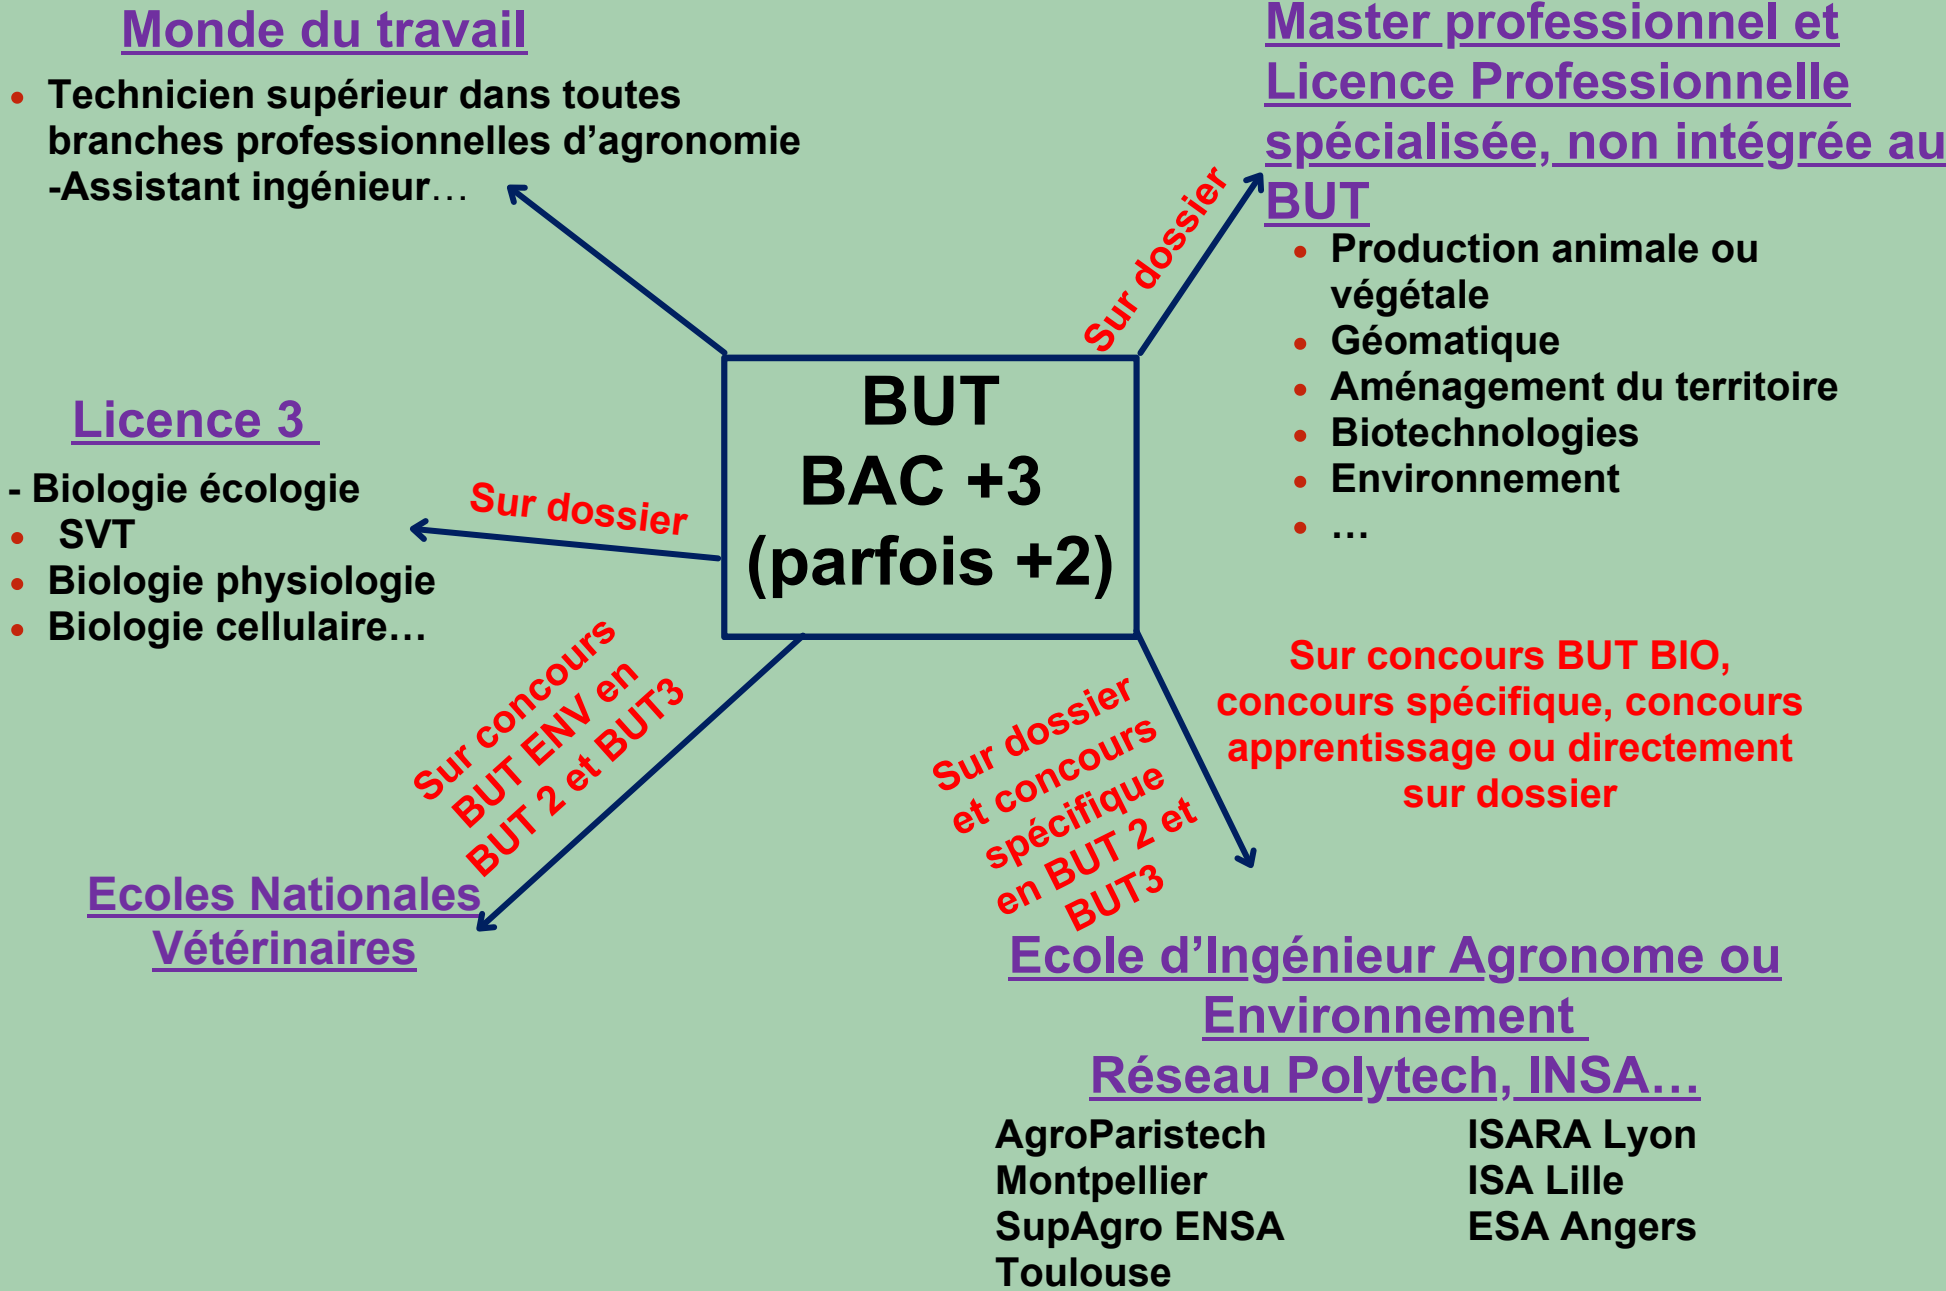 Monde du travail
• Technicien supérieur dans toutes
branches professionnelles d’agronomie
-Assistant ingénieur…
Master professionnel et
Licence Professionnelle
spécialisée, non intégrée au
BUT
• Production animale ou
végétale
• Géomatique
• Aménagement du territoire
• Biotechnologies
• Environnement
• …
Sur dossier
BUT
BAC +3
(parfois +2)
Licence 3
- Biologie écologie
• SVT
• Biologie physiologie
• Biologie cellulaire…
Sur dossier
Sur concours
BUT ENV en
BUT 2 et BUT3
Ecoles Nationales
Vétérinaires
Sur dossier
et concours
spécifique
en BUT 2 et
BUT3
Sur concours BUT BIO,
concours spécifique, concours
apprentissage ou directement
sur dossier
Ecole d’Ingénieur Agronome ou
Environnement
Réseau Polytech, INSA…
AgroParistech
Montpellier
SupAgro ENSA
Toulouse
ISARA Lyon
ISA Lille
ESA Angers